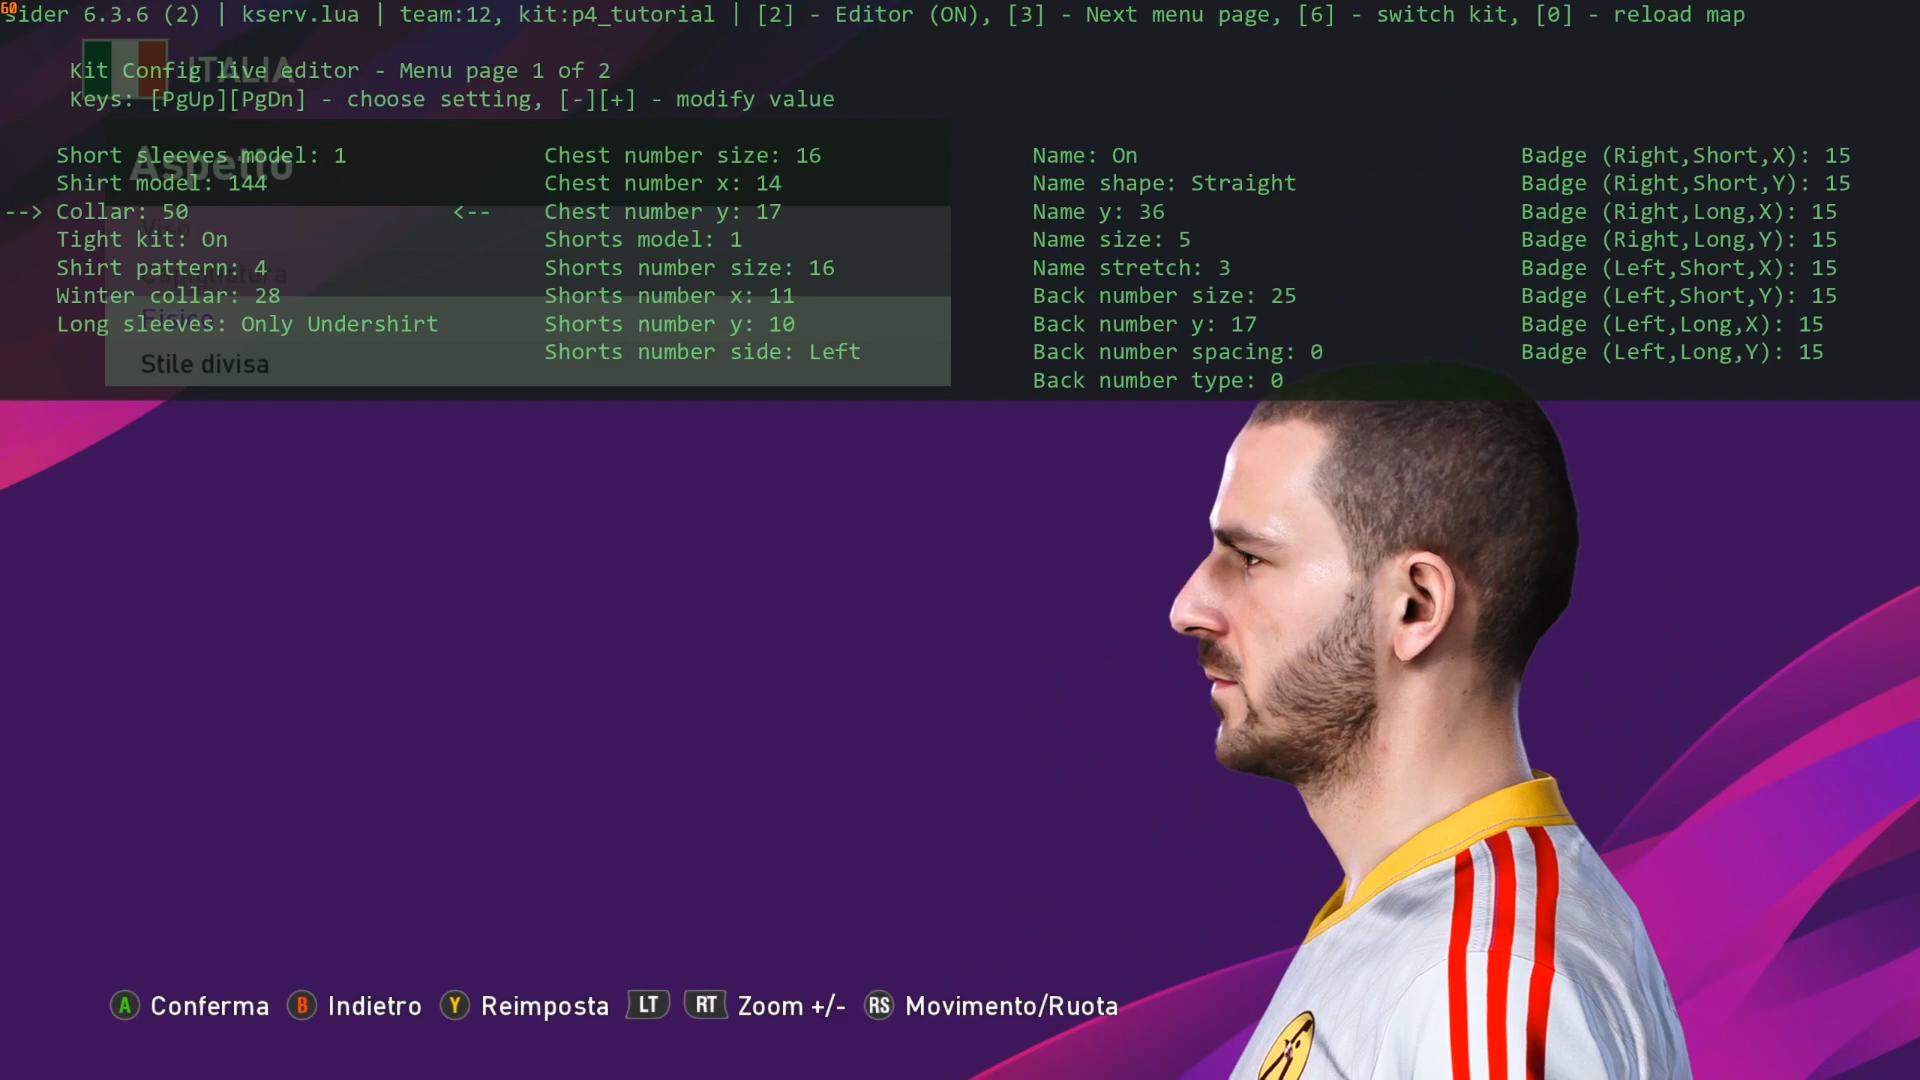 60
sider 6.3.6 (2) | kserv.lua | team:12, kit:p4_tutorial | [2] - Editor (ON), [3] - Next menu page, [6] - switch kit, [0] - reload map
ITALIA
Kit Config live editor - Menu page 1 of 2
Keys: [PgUp][PgDn] - choose setting, [-][+] - modify value
Aspetto
Short sleeves model: 1
Shirt model: 144
--> Collar: 50 <--
Tight kit: On
Shirt pattern: 4
Winter collar: 28
Long sleeves: Only Undershirt
Fisico
Stile divisa
Chest number size: 16
Chest number x: 14
Chest number y: 17
Shorts model: 1
Shorts number size: 16
Shorts number x: 11
Shorts number y: 10
Shorts number side: Left
Name: On
Name shape: Straight
Name y: 36
Name size: 5
Name stretch: 3
Back number size: 25
Back number y: 17
Back number spacing: 0
Back number type: 0
Badge (Right,Short,X): 15
Badge (Right,Short,Y): 15
Badge (Right,Long,X): 15
Badge (Right,Long,Y): 15
Badge (Left,Short,X): 15
Badge (Left,Short,Y): 15
Badge (Left,Long,X): 15
Badge (Left,Long,Y): 15
A Conferma B Indietro Y Reimposta LT RT Zoom +/- RS Movimento/Ruota